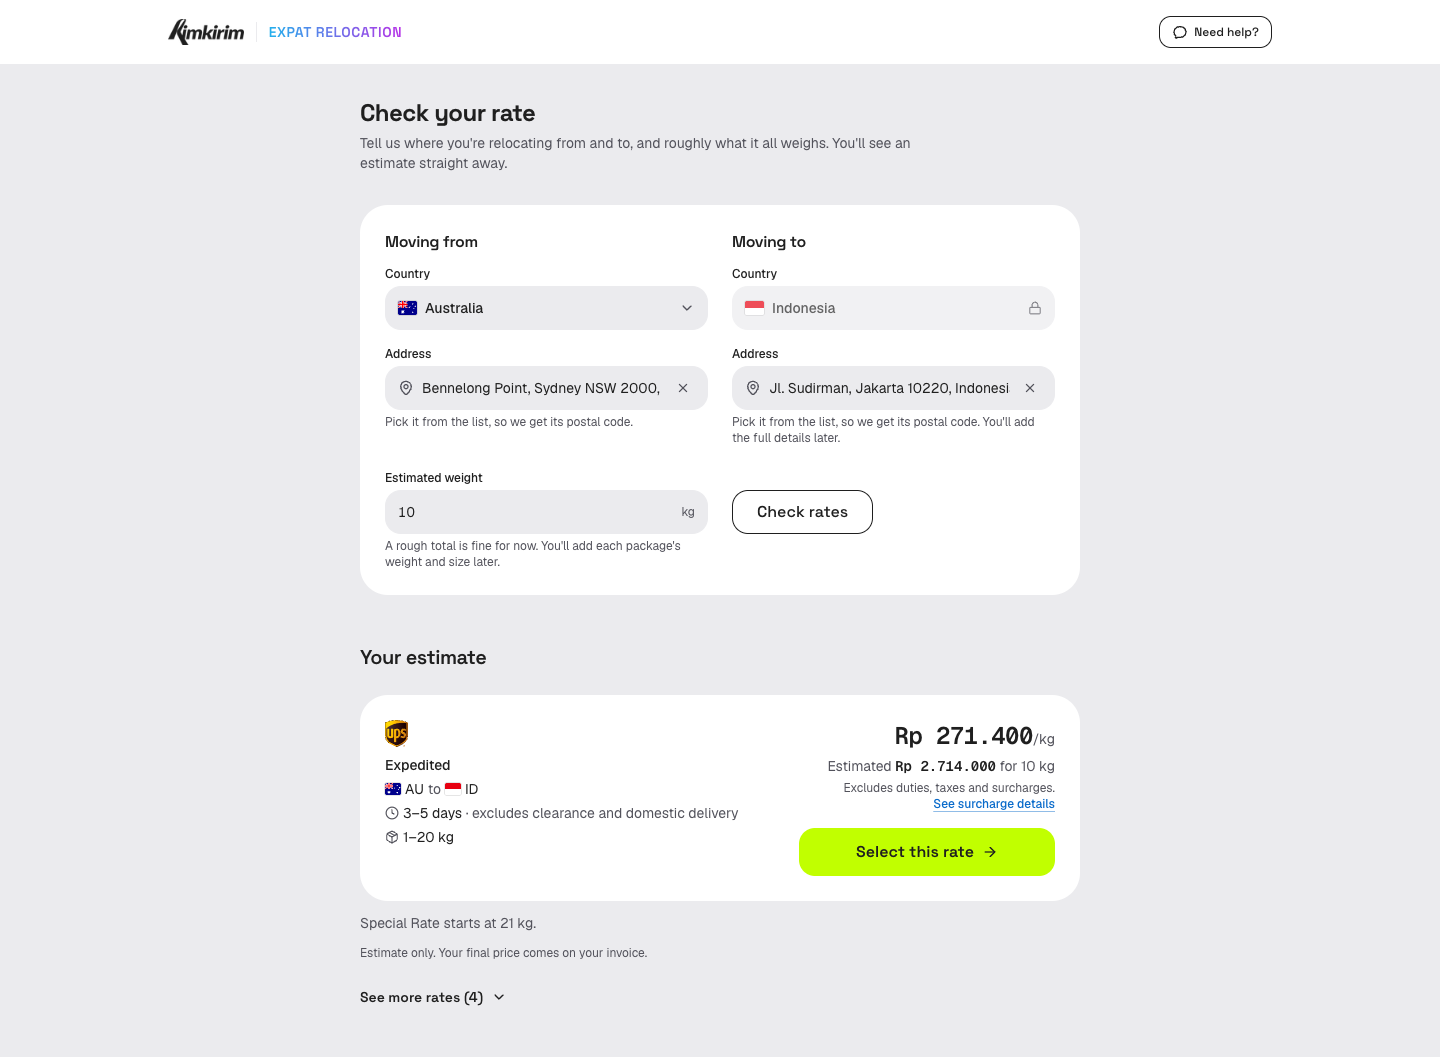 Kimkirim
EXPAT RELOCATION
Need help?
Check your rate
Tell us where you're relocating from and to, and roughly what it all weighs. You'll see an
estimate straight away.
Moving from
Country
Australia
Address
Bennelong Point, Sydney NSW 2000,
Pick it from the list, so we get its postal code.
Moving to
Country
Indonesia
Address
Jl. Sudirman, Jakarta 10220, Indonesi
Pick it from the list, so we get its postal code. You'll add
the full details later.
Estimated weight
10
kg
A rough total is fine for now. You'll add each package's
weight and size later.
Check rates
Your estimate
ups
Expedited
AU to ID
3–5 days · excludes clearance and domestic delivery
1–20 kg
Rp 271.400/kg
Estimated Rp 2.714.000 for 10 kg
Excludes duties, taxes and surcharges.
See surcharge details
Select this rate
Special Rate starts at 21 kg.
Estimate only. Your final price comes on your invoice.
See more rates (4)